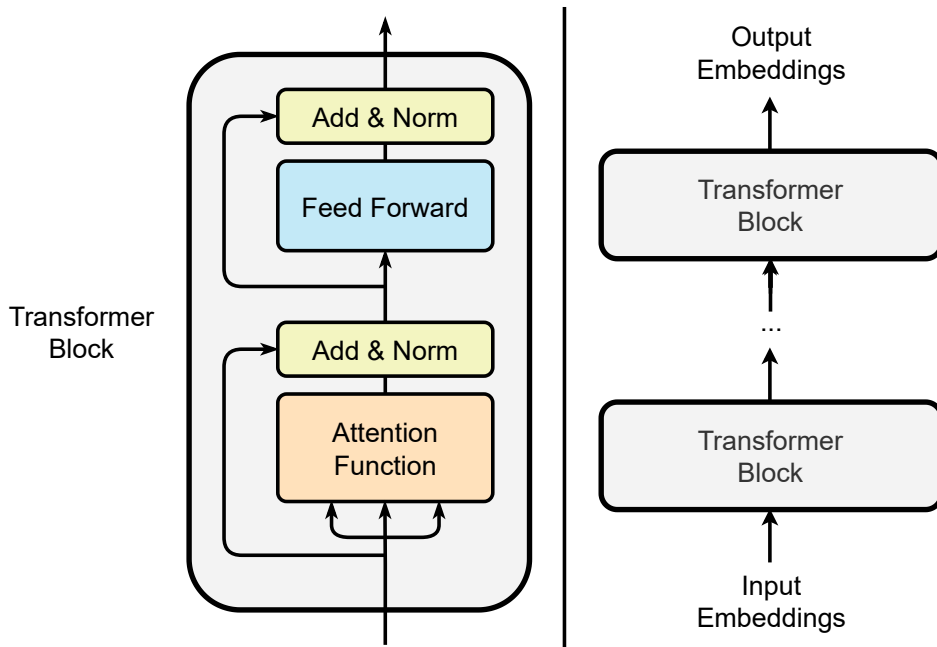 Transformer
Block
Add & Norm
Feed Forward
Add & Norm
Attention
Function
Output
Embeddings
Transformer
Block
...
Transformer
Block
Input
Embeddings